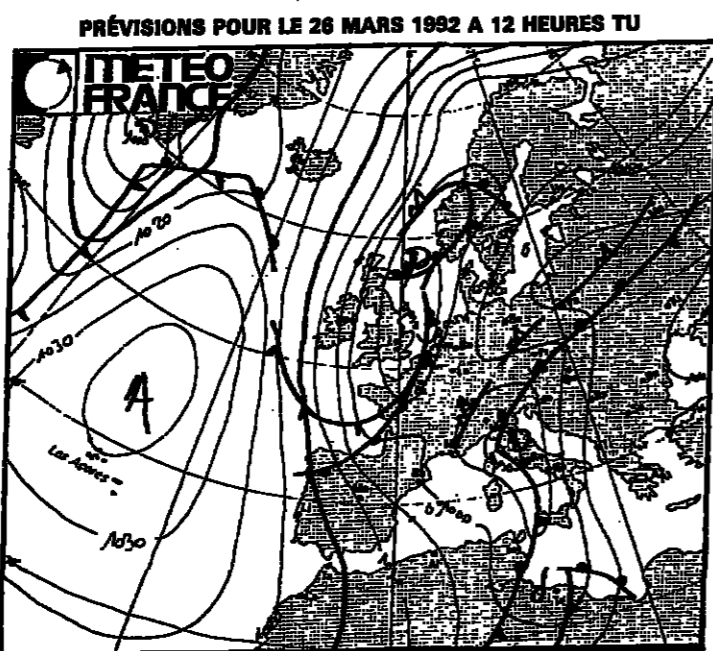 PRÉVISIONS POUR LE 26 MARS 1992 A 12 HEURES TU
METEO
FRANCE
1020
1030
A
Les Açores
1030
D